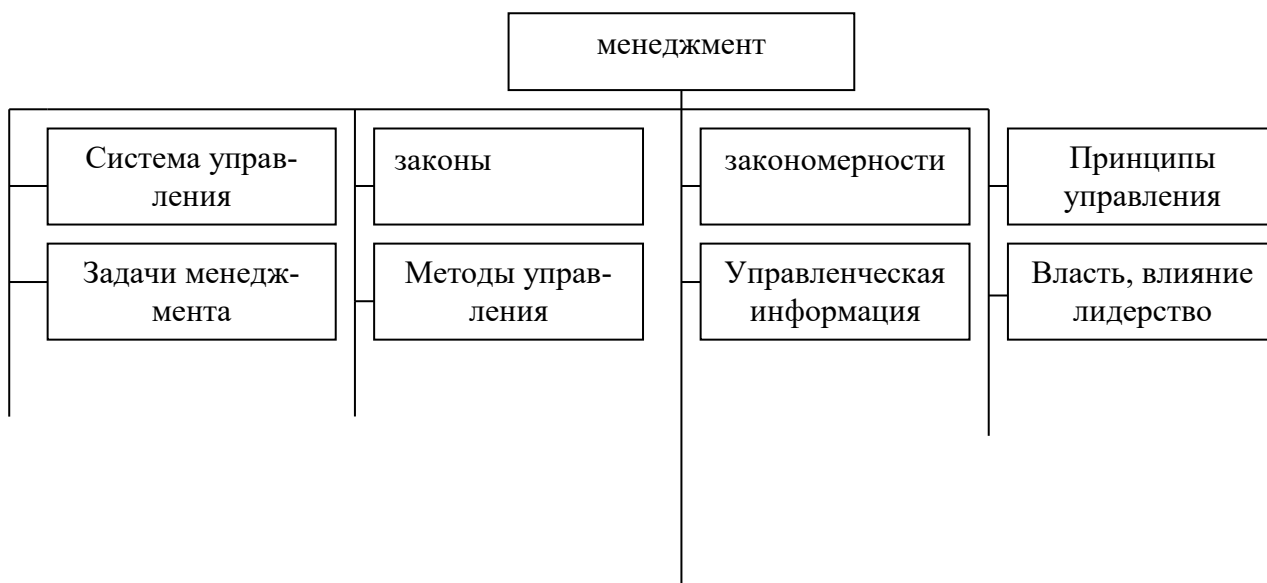 менеджмент
Система управ-
ления
законы
закономерности
Принципы
управления
Задачи менедж-
мента
Методы управ-
ления
Управленческая
информация
Власть, влияние
лидерство